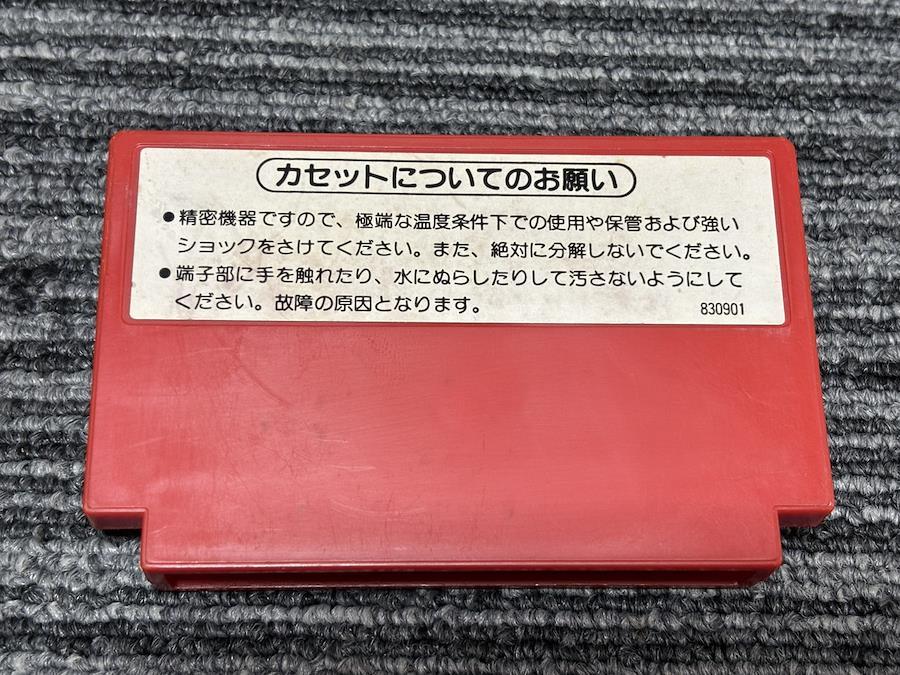 カセットについてのお願い
●精密機器ですので、極端な温度条件下での使用や保管および強い
ショックをさけてください。また、絶対に分解しないでください。
●端子部に手を触れたり、水にぬらしたりして汚さないようにして
ください。故障の原因となります。
830901